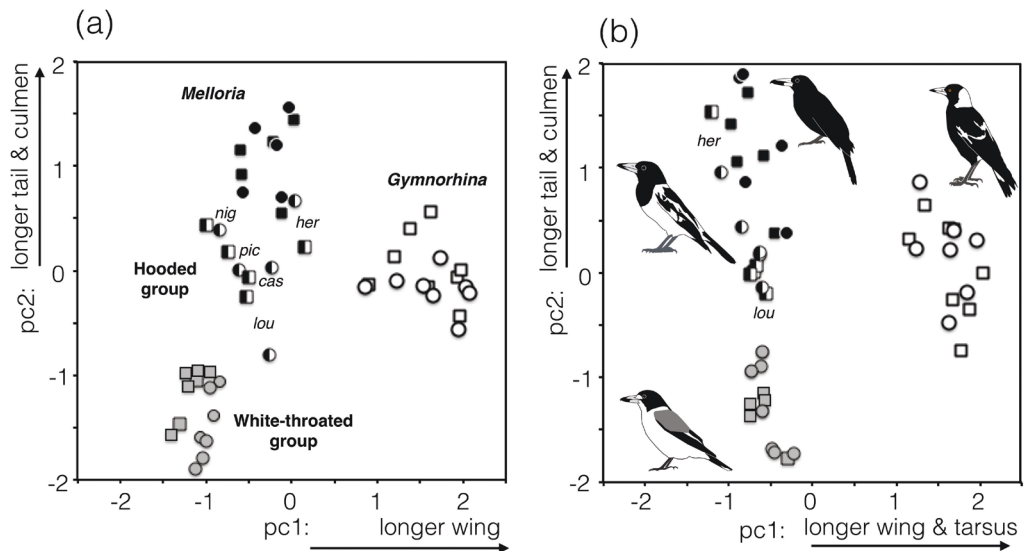 (a)
pc2: longer tail & culmen
2
1
0
-1
-2
Melloria
Gymnorhina
nig
her
pic
Hooded
group
cas
lou
White-throated
group
-2 -1 0 1 2
pc1: longer wing
(b)
pc2: longer tail & culmen
2
1
0
-1
-2
her
lou
-2 -1 0 1 2
pc1: longer wing & tarsus